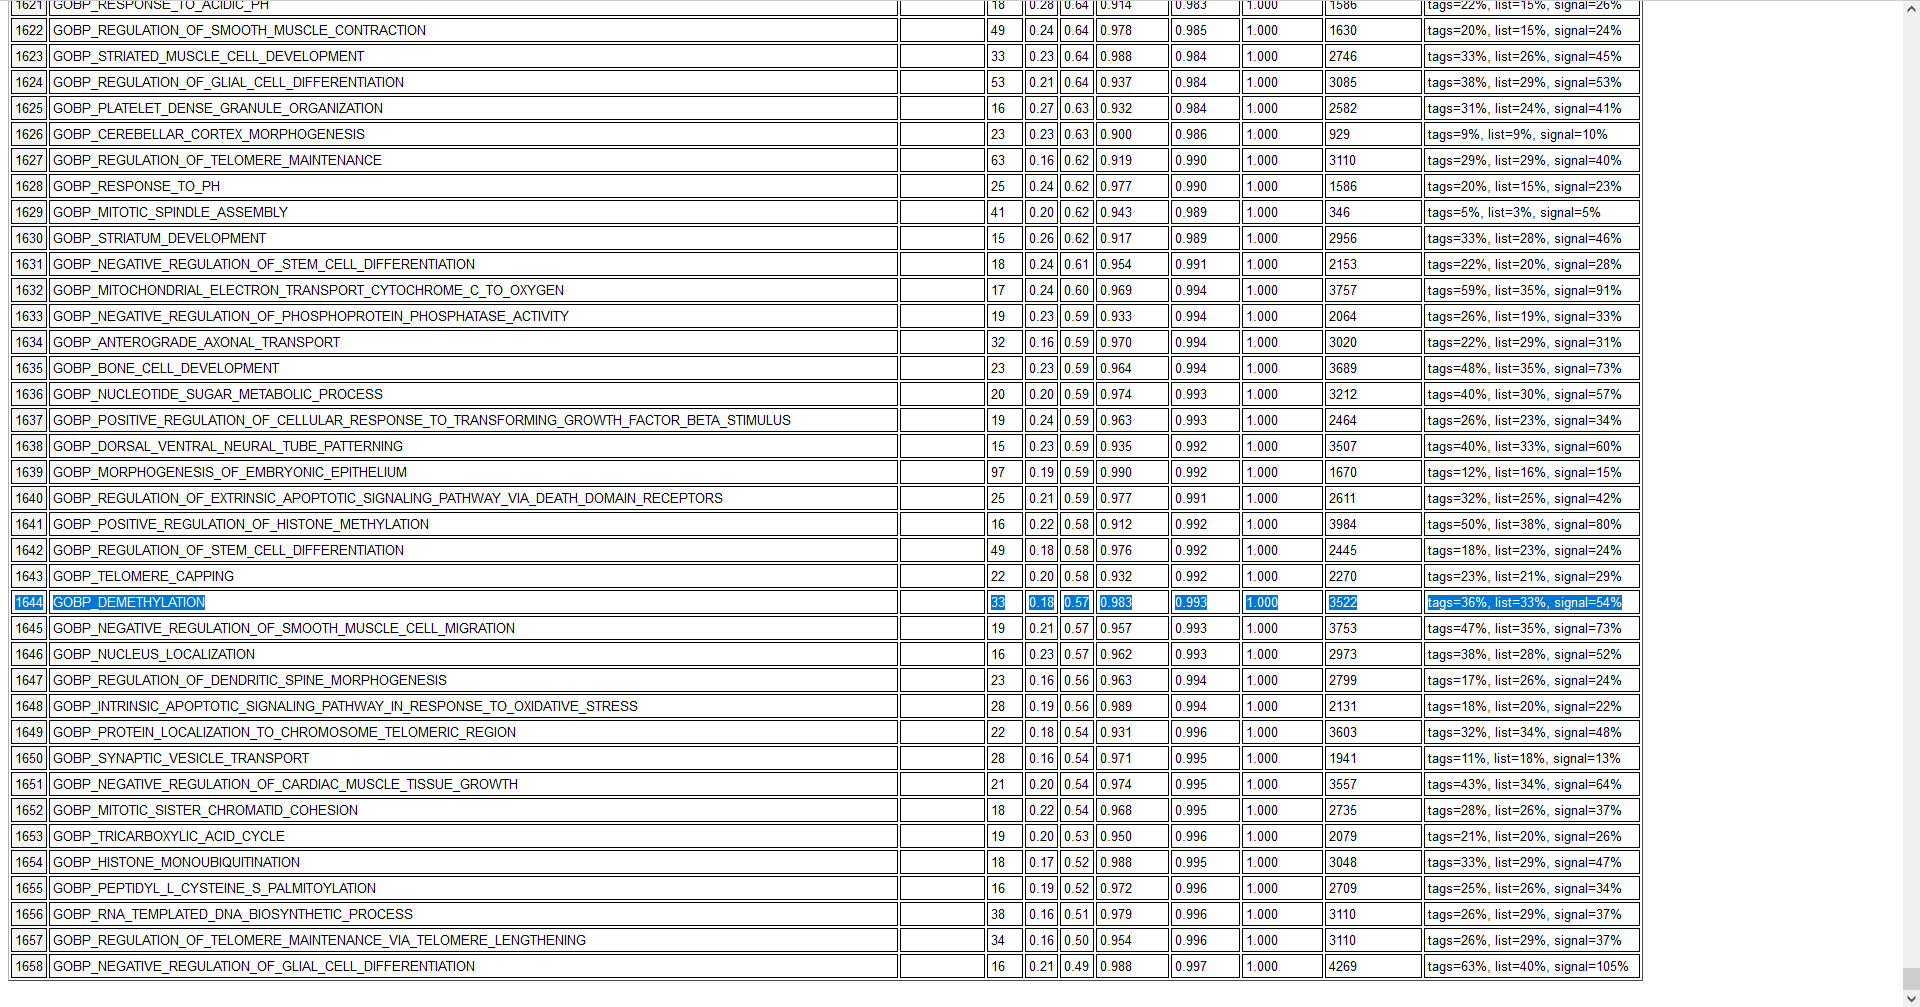 1621 GOBP_RESPONSE_TO_ACIDIC_PH 18 0.28 0.64 0.914 0.983 1.000 1586 tags=22%, list=15%, signal=26%
1622 GOBP_REGULATION_OF_SMOOTH_MUSCLE_CONTRACTION 49 0.24 0.64 0.978 0.985 1.000 1630 tags=20%, list=15%, signal=24%
1623 GOBP_STRIATED_MUSCLE_CELL_DEVELOPMENT 33 0.23 0.64 0.988 0.984 1.000 2746 tags=33%, list=26%, signal=45%
1624 GOBP_REGULATION_OF_GLIAL_CELL_DIFFERENTIATION 53 0.21 0.64 0.937 0.984 1.000 3085 tags=38%, list=29%, signal=53%
1625 GOBP_PLATELET_DENSE_GRANULE_ORGANIZATION 16 0.27 0.63 0.932 0.984 1.000 2582 tags=31%, list=24%, signal=41%
1626 GOBP_CEREBELLAR_CORTEX_MORPHOGENESIS 23 0.23 0.63 0.900 0.986 1.000 929 tags=9%, list=9%, signal=10%
1627 GOBP_REGULATION_OF_TELOMERE_MAINTENANCE 63 0.16 0.62 0.919 0.990 1.000 3110 tags=29%, list=29%, signal=40%
1628 GOBP_RESPONSE_TO_PH 25 0.24 0.62 0.977 0.990 1.000 1586 tags=20%, list=15%, signal=23%
1629 GOBP_MITOTIC_SPINDLE_ASSEMBLY 41 0.20 0.62 0.943 0.989 1.000 346 tags=5%, list=3%, signal=5%
1630 GOBP_STRIATUM_DEVELOPMENT 15 0.26 0.62 0.917 0.989 1.000 2956 tags=33%, list=28%, signal=46%
1631 GOBP_NEGATIVE_REGULATION_OF_STEM_CELL_DIFFERENTIATION 18 0.24 0.61 0.954 0.991 1.000 2153 tags=22%, list=20%, signal=28%
1632 GOBP_MITOCHONDRIAL_ELECTRON_TRANSPORT_CYTOCHROME_C_TO_OXYGEN 17 0.24 0.60 0.969 0.994 1.000 3757 tags=59%, list=35%, signal=91%
1633 GOBP_NEGATIVE_REGULATION_OF_PHOSPHOPROTEIN_PHOSPHATASE_ACTIVITY 19 0.23 0.59 0.933 0.994 1.000 2064 tags=26%, list=19%, signal=33%
1634 GOBP_ANTEROGRADE_AXONAL_TRANSPORT 32 0.16 0.59 0.970 0.994 1.000 3020 tags=22%, list=29%, signal=31%
1635 GOBP_BONE_CELL_DEVELOPMENT 23 0.23 0.59 0.964 0.994 1.000 3689 tags=48%, list=35%, signal=73%
1636 GOBP_NUCLEOTIDE_SUGAR_METABOLIC_PROCESS 20 0.20 0.59 0.974 0.993 1.000 3212 tags=40%, list=30%, signal=57%
1637 GOBP_POSITIVE_REGULATION_OF_CELLULAR_RESPONSE_TO_TRANSFORMING_GROWTH_FACTOR_BETA_STIMULUS 19 0.24 0.59 0.963 0.993 1.000 2464 tags=26%, list=23%, signal=34%
1638 GOBP_DORSAL_VENTRAL_NEURAL_TUBE_PATTERNING 15 0.23 0.59 0.935 0.992 1.000 3507 tags=40%, list=33%, signal=60%
1639 GOBP_MORPHOGENESIS_OF_EMBRYONIC_EPITHELIUM 97 0.19 0.59 0.990 0.992 1.000 1670 tags=12%, list=16%, signal=15%
1640 GOBP_REGULATION_OF_EXTRINSIC_APOPTOTIC_SIGNALING_PATHWAY_VIA_DEATH_DOMAIN_RECEPTORS 25 0.21 0.59 0.977 0.991 1.000 2611 tags=32%, list=25%, signal=42%
1641 GOBP_POSITIVE_REGULATION_OF_HISTONE_METHYLATION 16 0.22 0.58 0.912 0.992 1.000 3984 tags=50%, list=38%, signal=80%
1642 GOBP_REGULATION_OF_STEM_CELL_DIFFERENTIATION 49 0.18 0.58 0.976 0.992 1.000 2445 tags=18%, list=23%, signal=24%
1643 GOBP_TELOMERE_CAPPING 22 0.20 0.58 0.932 0.992 1.000 2270 tags=23%, list=21%, signal=29%
1644 GOBP_DEMETHYLATION 33 0.18 0.57 0.983 0.993 1.000 3522 tags=36%, list=33%, signal=54%
1645 GOBP_NEGATIVE_REGULATION_OF_SMOOTH_MUSCLE_CELL_MIGRATION 19 0.21 0.57 0.957 0.993 1.000 3753 tags=47%, list=35%, signal=73%
1646 GOBP_NUCLEUS_LOCALIZATION 16 0.23 0.57 0.962 0.993 1.000 2973 tags=38%, list=28%, signal=52%
1647 GOBP_REGULATION_OF_DENDRITIC_SPINE_MORPHOGENESIS 23 0.16 0.56 0.963 0.994 1.000 2799 tags=17%, list=26%, signal=24%
1648 GOBP_INTRINSIC_APOPTOTIC_SIGNALING_PATHWAY_IN_RESPONSE_TO_OXIDATIVE_STRESS 28 0.19 0.56 0.989 0.994 1.000 2131 tags=18%, list=20%, signal=22%
1649 GOBP_PROTEIN_LOCALIZATION_TO_CHROMOSOME_TELOMERIC_REGION 22 0.18 0.54 0.931 0.996 1.000 3603 tags=32%, list=34%, signal=48%
1650 GOBP_SYNAPTIC_VESICLE_TRANSPORT 28 0.16 0.54 0.971 0.995 1.000 1941 tags=11%, list=18%, signal=13%
1651 GOBP_NEGATIVE_REGULATION_OF_CARDIAC_MUSCLE_TISSUE_GROWTH 21 0.20 0.54 0.974 0.995 1.000 3557 tags=43%, list=34%, signal=64%
1652 GOBP_MITOTIC_SISTER_CHROMATID_COHESION 18 0.22 0.54 0.968 0.995 1.000 2735 tags=28%, list=26%, signal=37%
1653 GOBP_TRICARBOXYLIC_ACID_CYCLE 19 0.20 0.53 0.950 0.996 1.000 2079 tags=21%, list=20%, signal=26%
1654 GOBP_HISTONE_MONOUBIQUITINATION 18 0.17 0.52 0.988 0.995 1.000 3048 tags=33%, list=29%, signal=47%
1655 GOBP_PEPTIDYL_L_CYSTEINE_S_PALMITOYLATION 16 0.19 0.52 0.972 0.996 1.000 2709 tags=25%, list=26%, signal=34%
1656 GOBP_RNA_TEMPLATED_DNA_BIOSYNTHETIC_PROCESS 38 0.16 0.51 0.979 0.996 1.000 3110 tags=26%, list=29%, signal=37%
1657 GOBP_REGULATION_OF_TELOMERE_MAINTENANCE_VIA_TELOMERE_LENGTHENING 34 0.16 0.50 0.954 0.996 1.000 3110 tags=26%, list=29%, signal=37%
1658 GOBP_NEGATIVE_REGULATION_OF_GLIAL_CELL_DIFFERENTIATION 16 0.21 0.49 0.988 0.997 1.000 4269 tags=63%, list=40%, signal=105%